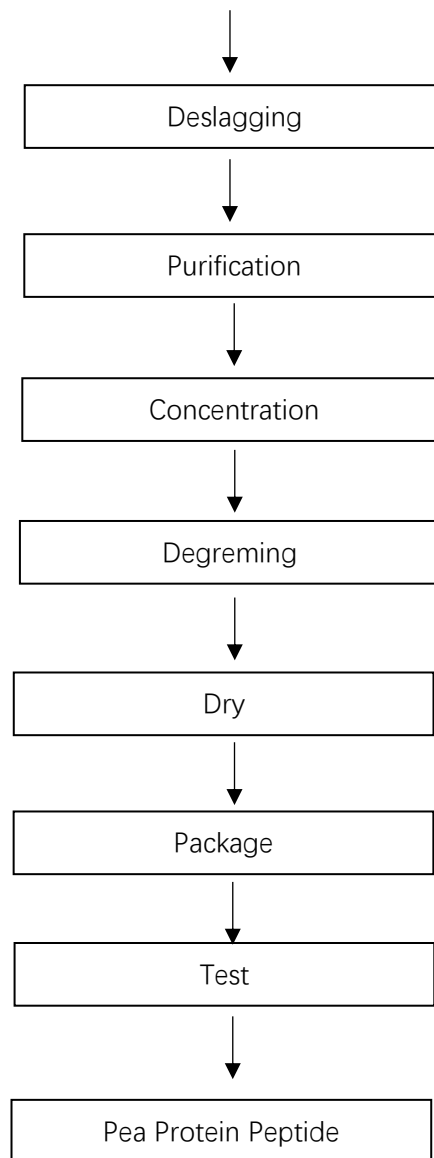 Deslagging
Purification
Concentration
Degreming
Dry
Package
Test
Pea Protein Peptide